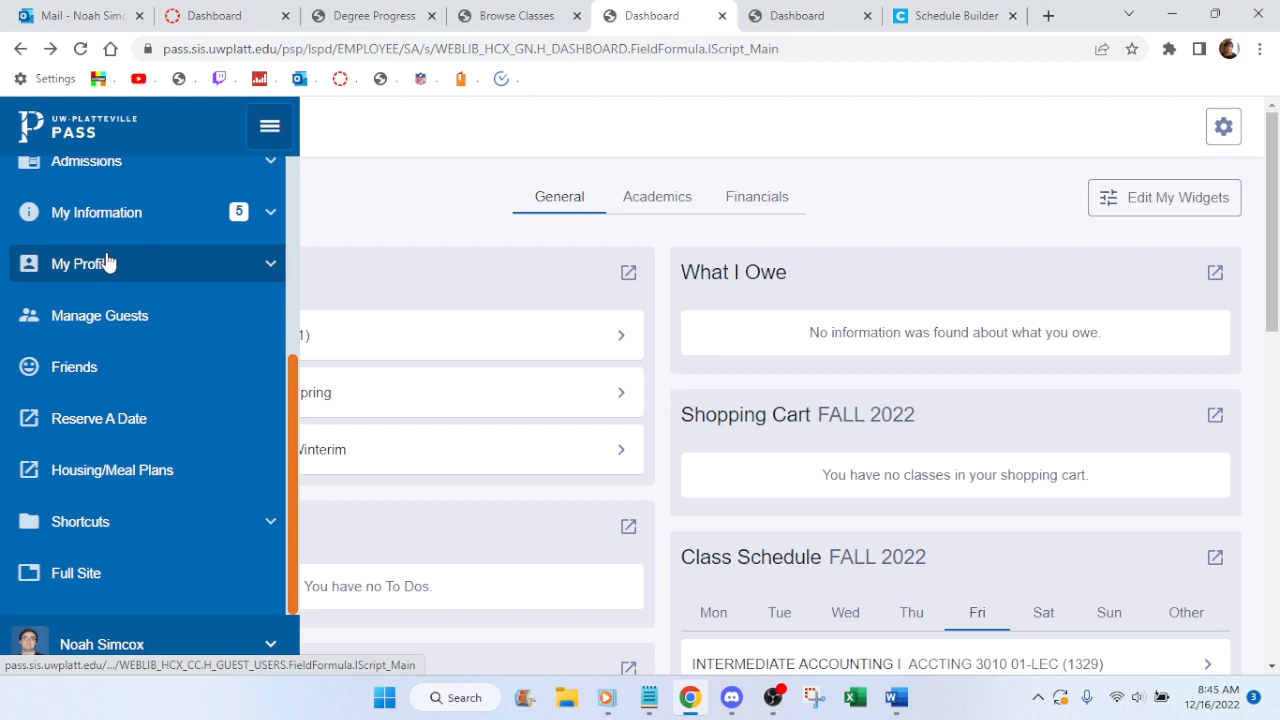 Mail - Noah Simco
Dashboard
Degree Progress
Browse Classes
Dashboard
Dashboard
Schedule Builder
pass.sis.uwplatt.edu/psp/lspd/EMPLOYEE/SA/s/WEBLIB_HCX_GN.H_DASHBOARD.FieldFormula.IScript_Main
Settings
UW-PLATTEVILLE
PASS
Admissions
My Information 5
My Profil
Manage Guests
Friends
Reserve A Date
Housing/Meal Plans
Shortcuts
Full Site
Noah Simcox
pass.sis.uwplatt.edu/.../WEBLIB_HCX_CC.H_GUEST_USERS.FieldFormula.IScript_Main
General Academics Financials
Edit My Widgets
1)
pring
Vinterim
You have no To Dos.
What I Owe
No information was found about what you owe.
Shopping Cart FALL 2022
You have no classes in your shopping cart.
Class Schedule FALL 2022
Mon Tue Wed Thu Fri Sat Sun Other
INTERMEDIATE ACCOUNTING I ACCTING 3010 01-LEC (1329)
Search
8:45 AM
12/16/2022
3